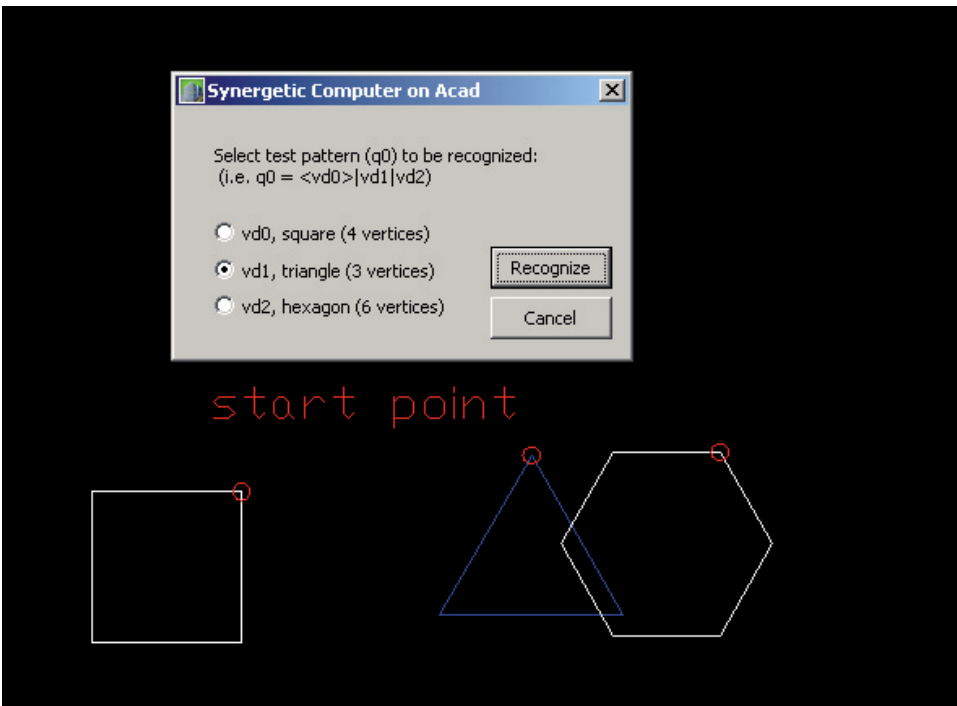 Synergetic Computer on Acad
Select test pattern (q0) to be recognized:
(i.e. q0 = <vd0>|vd1|vd2)
vd0, square (4 vertices)
vd1, triangle (3 vertices)
Recognize
vd2, hexagon (6 vertices)
Cancel
start point